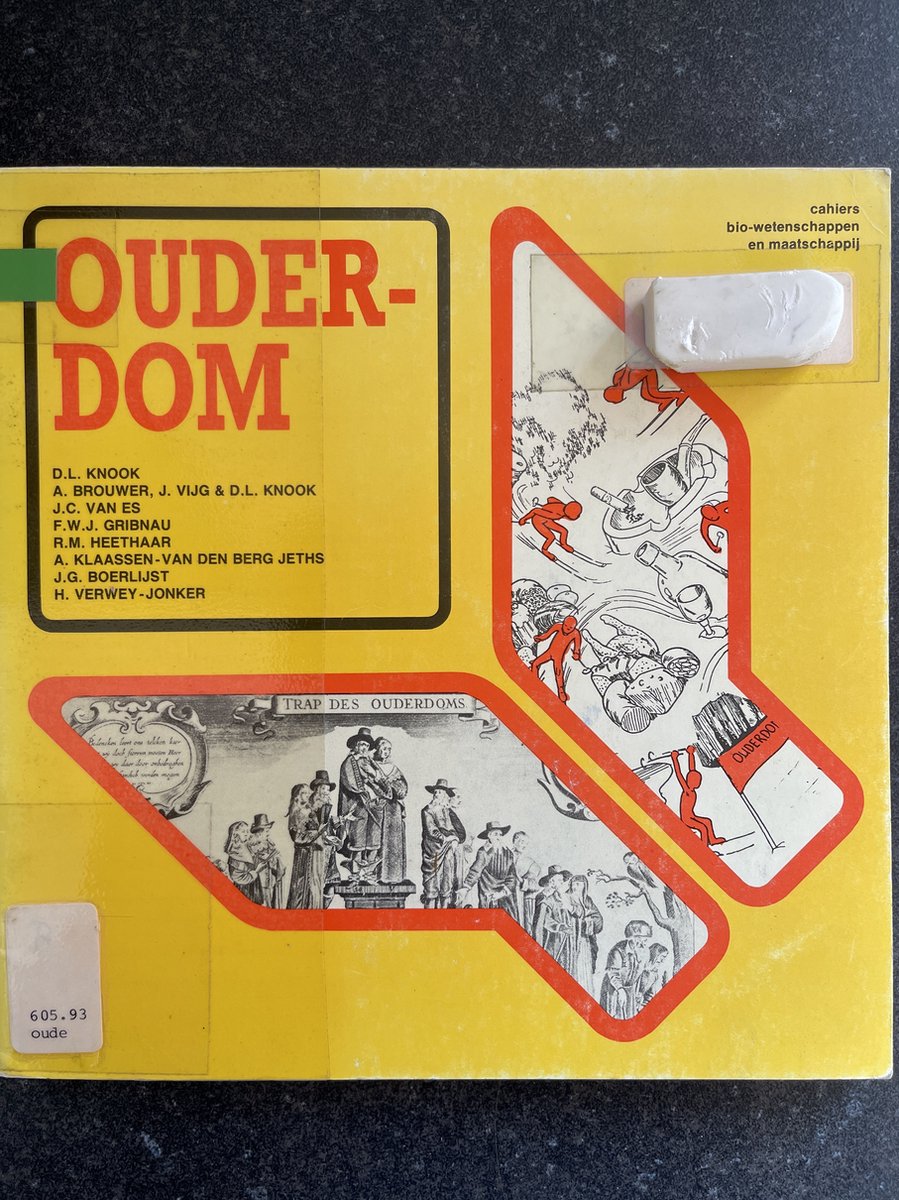 cahiers
bio-wetenschappen
en maatschappij
OUDER-
DOM
D.L. KNOOK
A. BROUWER, J. VIJG & D.L. KNOOK
J.C. VAN ES
F.W.J. GRIBNAU
R.M. HEETHAAR
A. KLAASSEN-VAN DEN BERG JETHS
J.G. BOERLIJST
H. VERWEY-JONKER
TRAP DES OUDERDOMS
OUDERDO
605.93
oude